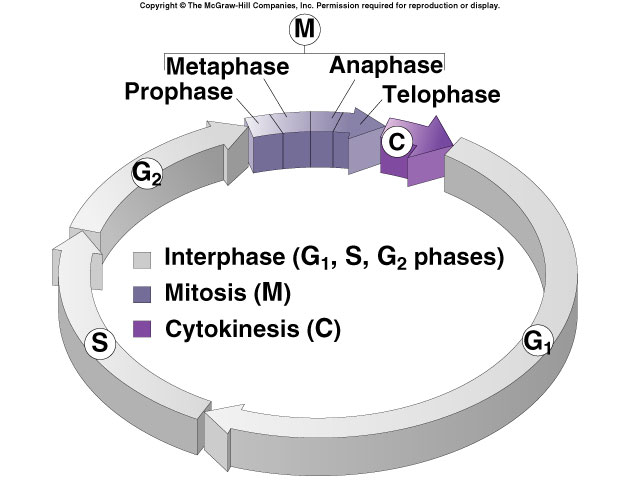 Copyright © The McGraw-Hill Companies, Inc. Permission required for reproduction or display.
M
Metaphase
Anaphase
Prophase
Telophase
C
G2
Interphase (G1, S, G2 phases)
Mitosis (M)
Cytokinesis (C)
S
G1